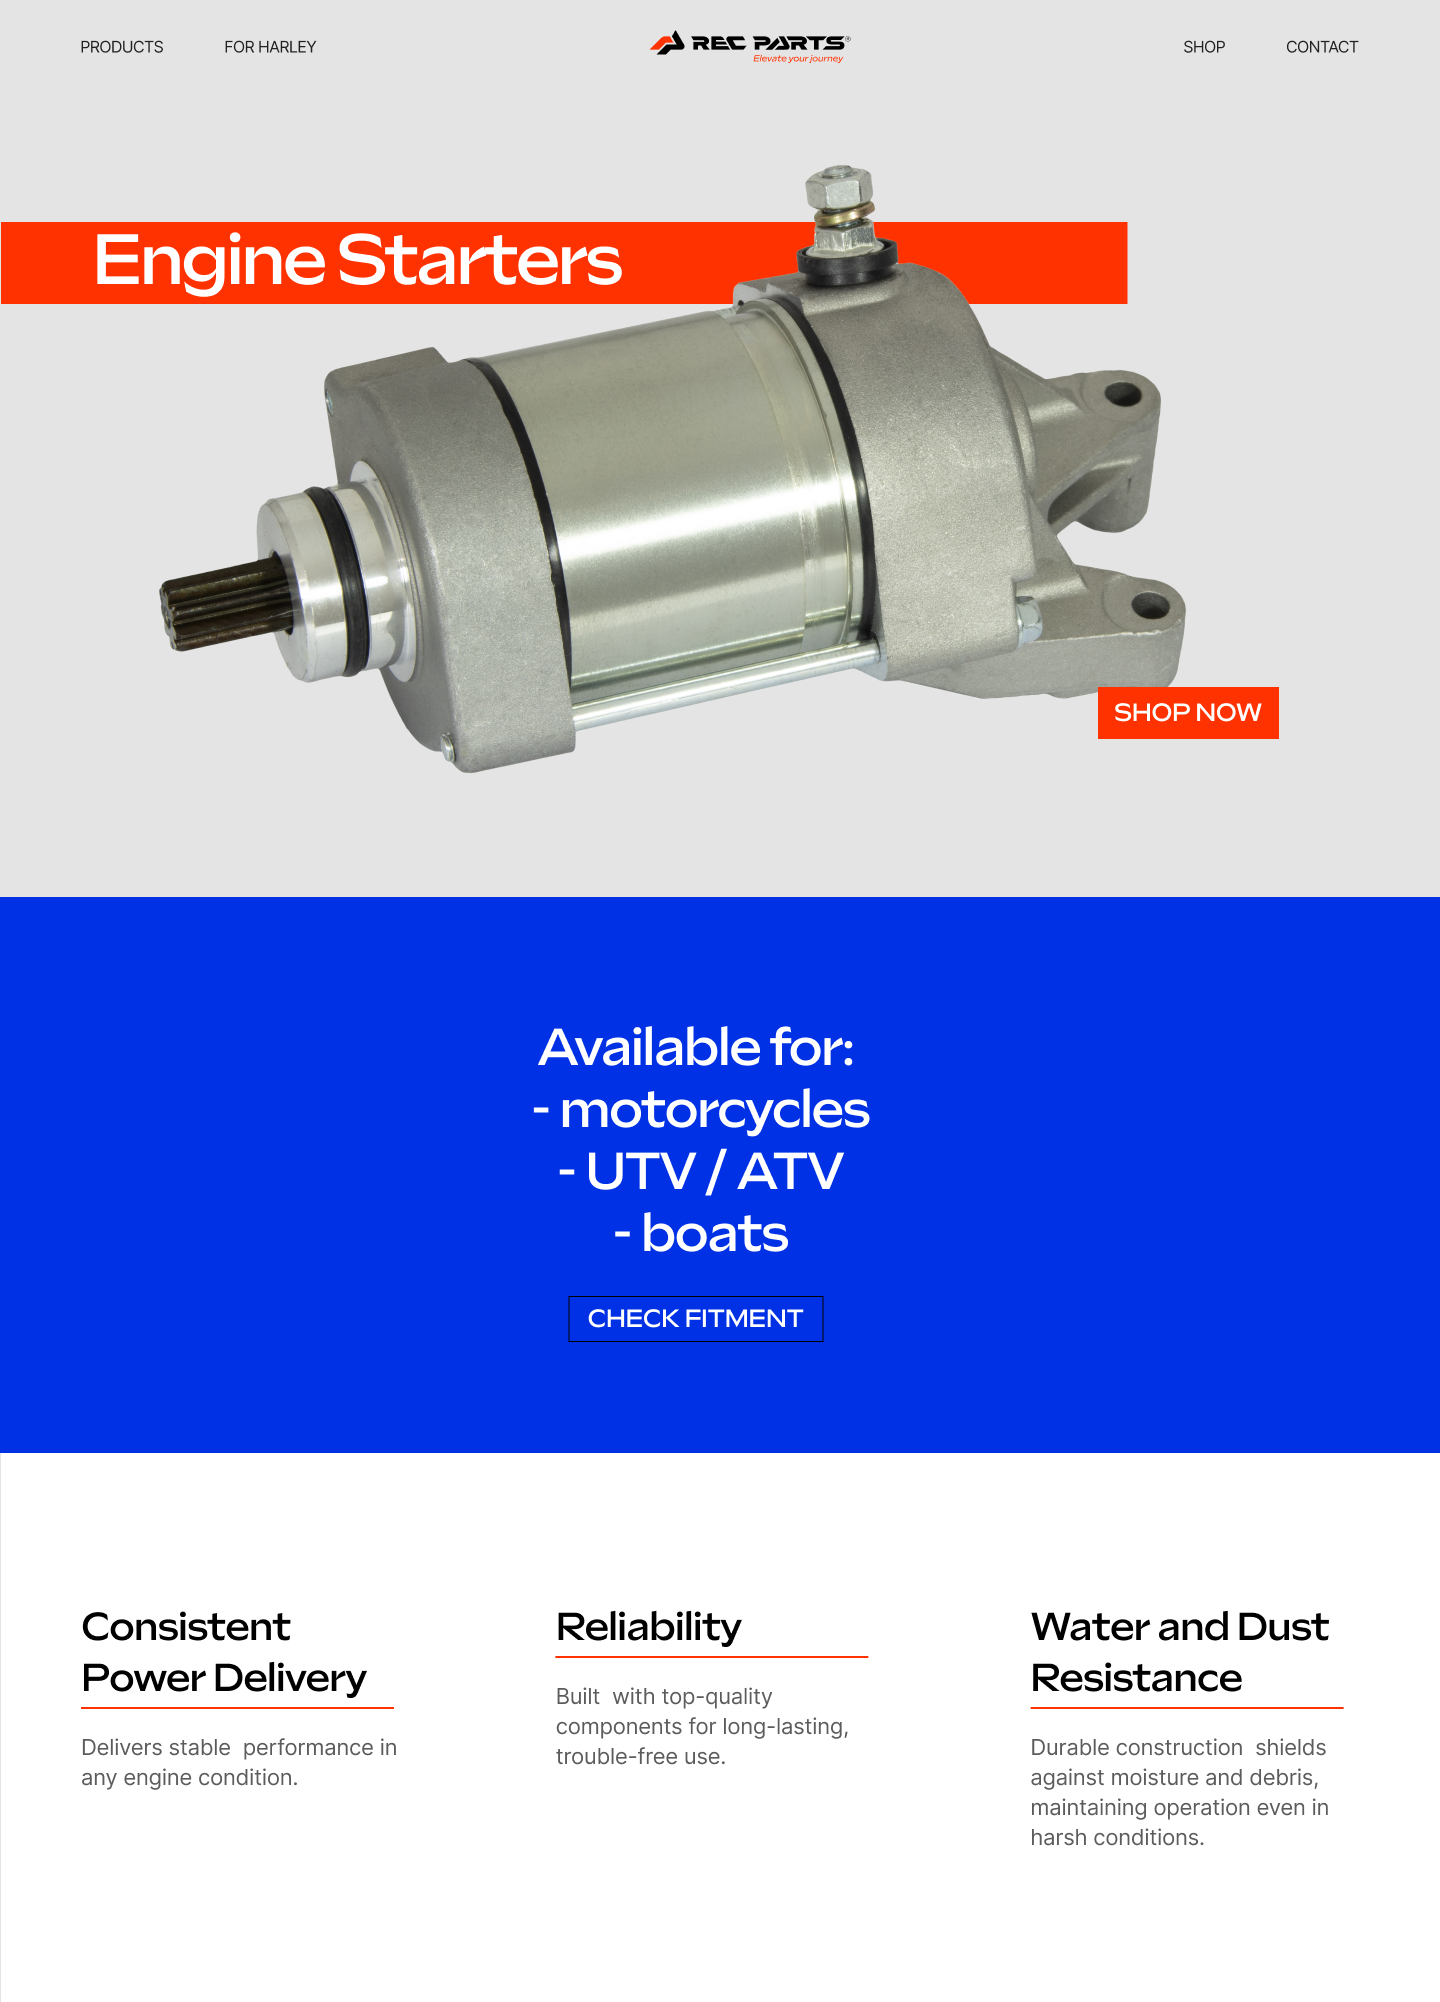 PRODUCTS
FOR HARLEY
REC PARTS®
Elevate your journey
SHOP
CONTACT
Engine Starters
SHOP NOW
Available for:
- motorcycles
- UTV / ATV
- boats
CHECK FITMENT
Consistent
Power Delivery
Delivers stable  performance in
any engine condition.
Reliability
Built  with top-quality
components for long-lasting,
trouble-free use.
Water and Dust
Resistance
Durable construction  shields
against moisture and debris,
maintaining operation even in
harsh conditions.